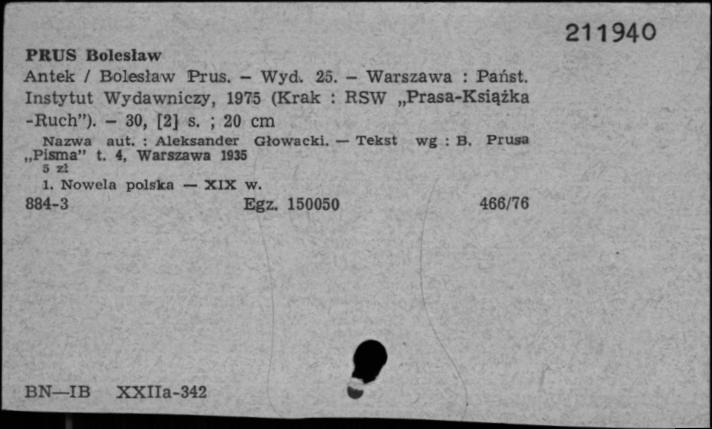 211940
PRUS Bolesław
Antek / Bolesław Prus. – Wyd. 25. – Warszawa : Państ.
Instytut Wydawniczy, 1975 (Krak : RSW „Prasa-Książka
-Ruch”). – 30, [2] s. ; 20 cm
Nazwa aut. : Aleksander Głowacki. — Tekst wg : B. Prusa
„Pisma” t. 4, Warszawa 1935
5 zł
1. Nowela polska — XIX w.
884-3 Egz. 150050 466/76
BN—IB XXIIa-342